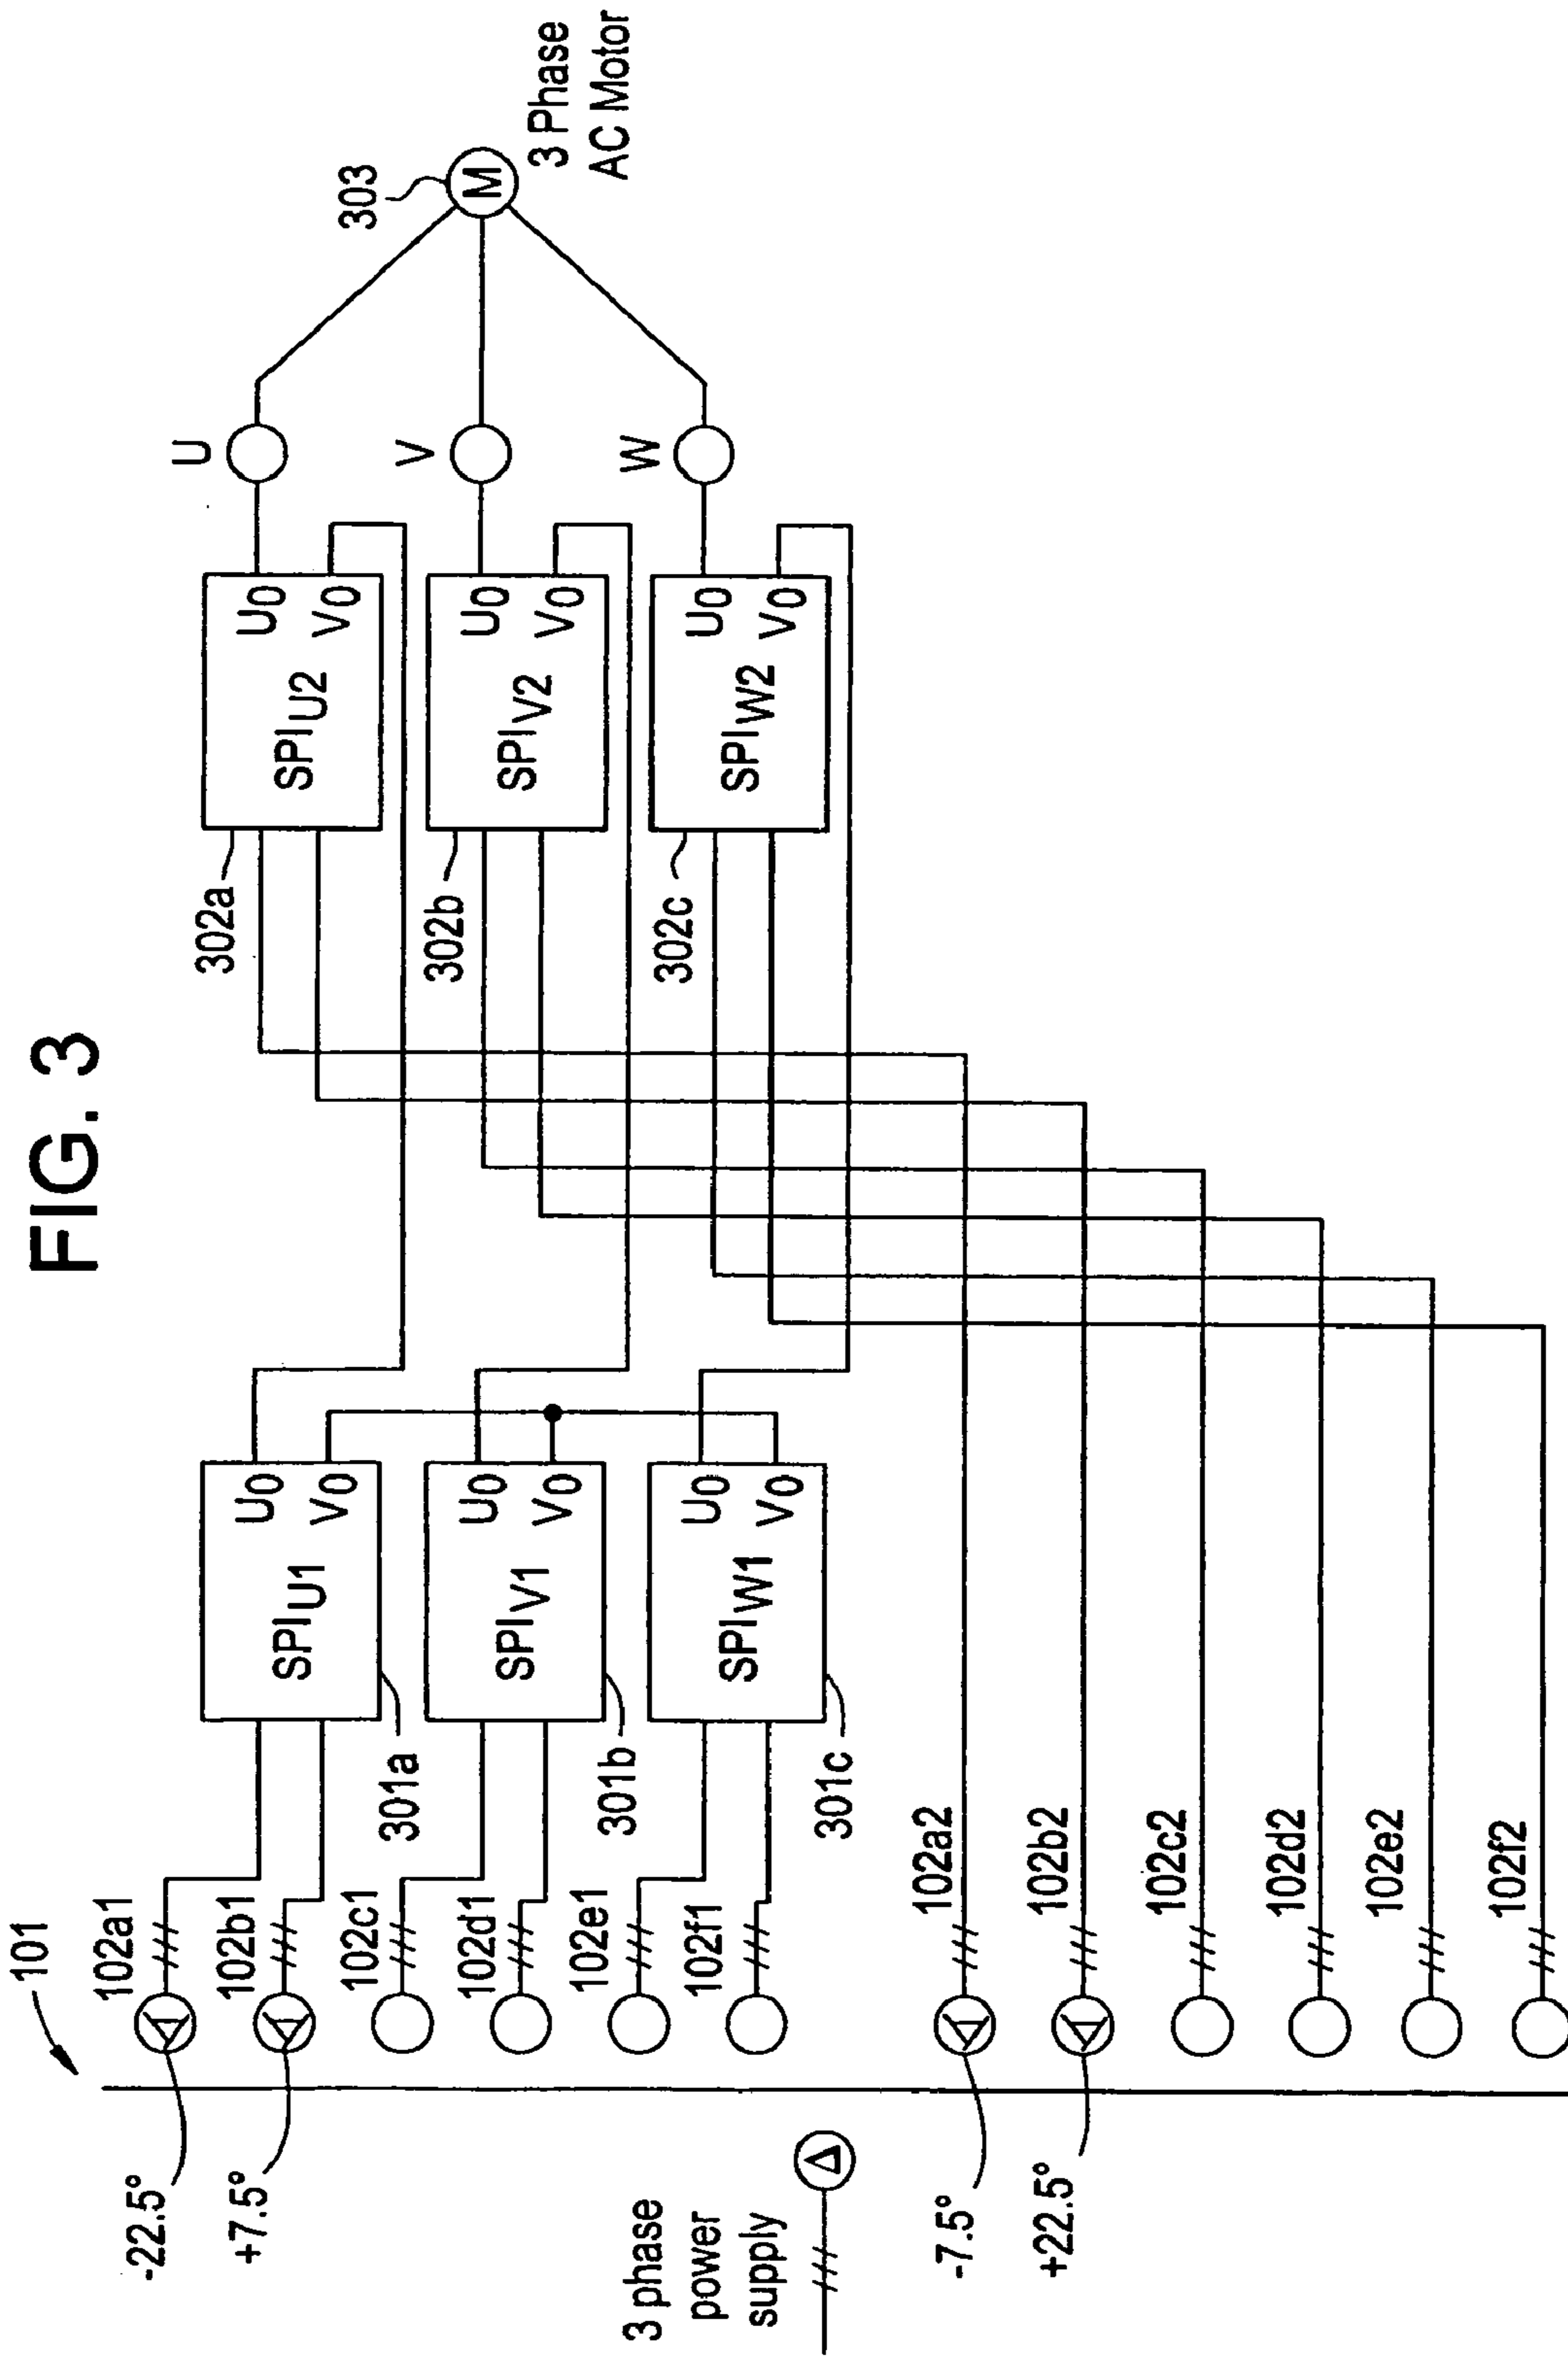 FIG. 3
101
102a1
-22.5°
102b1
+7.5°
102c1
102d1
102e1
102f1
3 phase
power
supply
Δ
102a2
-7.5°
102b2
+22.5°
102c2
102d2
102e2
102f2
SPIU1
U0
V0
301a
SPIV1
U0
V0
301b
SPIW1
U0
V0
301c
302a
SPIU2
U0
V0
302b
SPIV2
U0
V0
302c
SPIW2
U0
V0
U
V
W
303
M
3 Phase
AC Motor